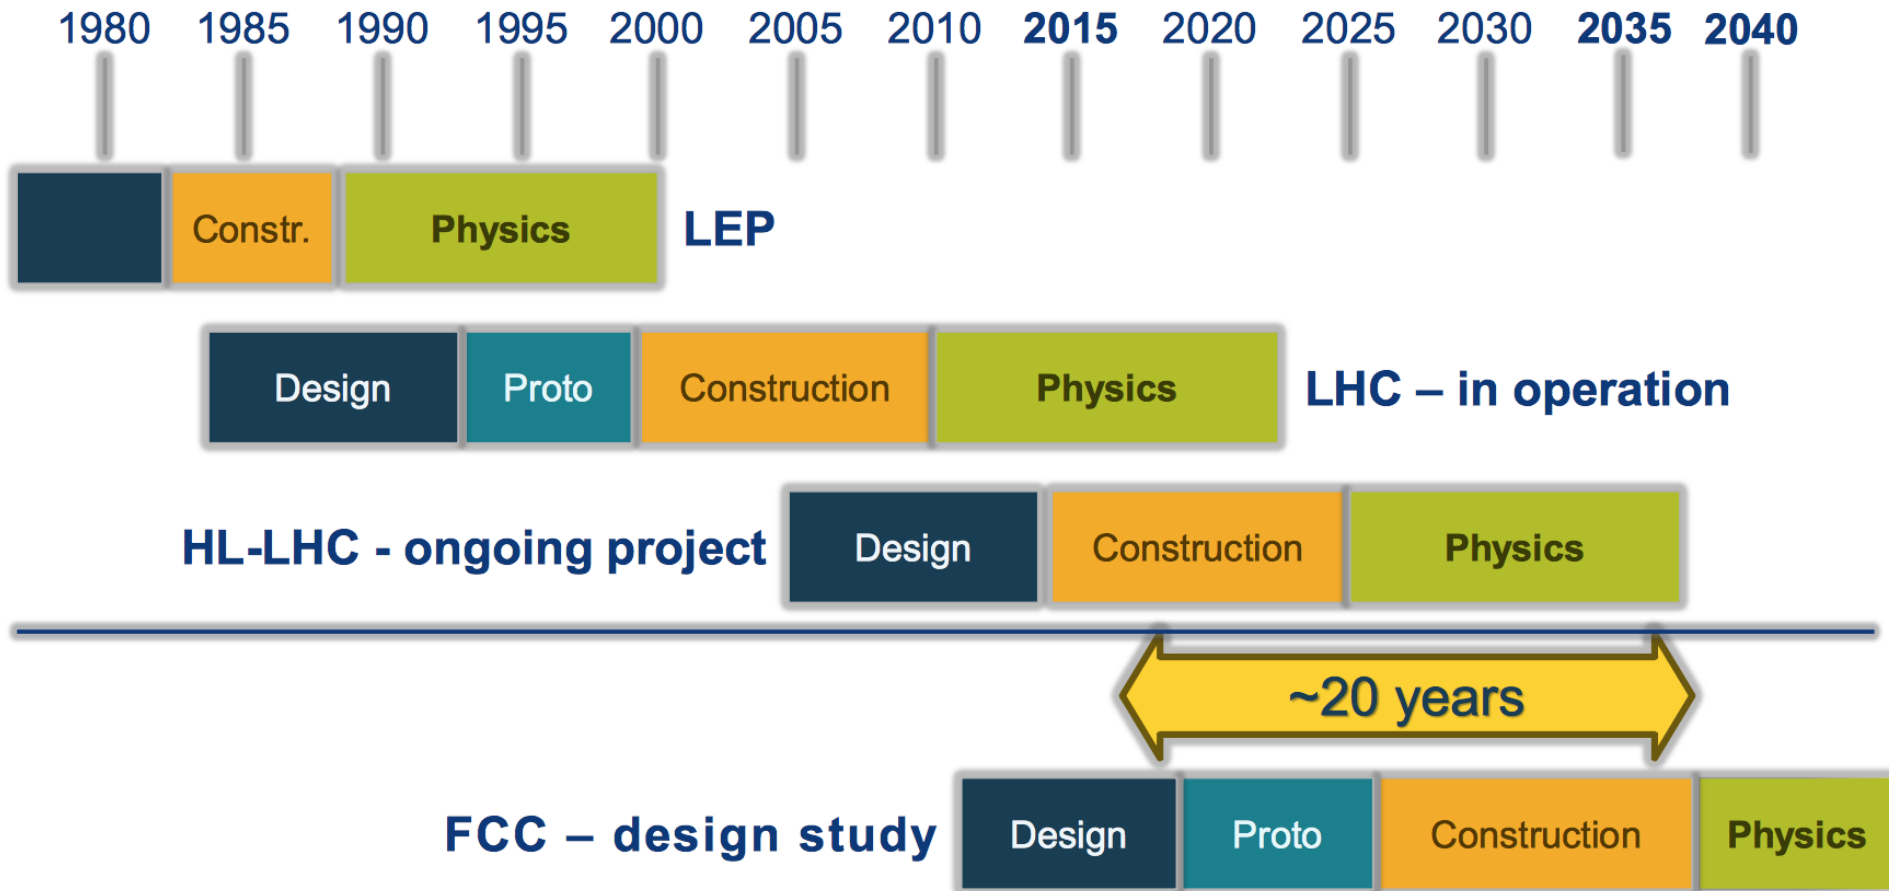 1980 1985 1990 1995 2000 2005 2010 2015 2020 2025 2030 2035 2040
Constr. Physics LEP
Design Proto Construction Physics LHC – in operation
HL-LHC - ongoing project Design Construction Physics
~20 years
FCC – design study Design Proto Construction Physics